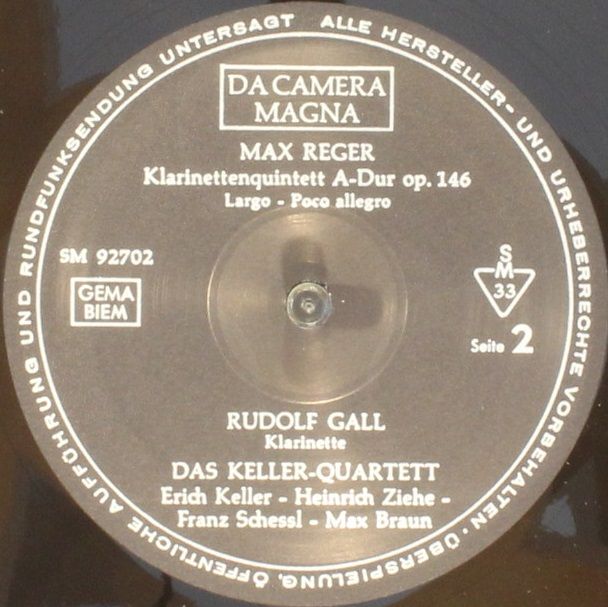 ALLE HERSTELLER- UND URHEBERRECHTE VORBEHALTEN · ÜBERSPIELUNG, ÖFFENTLICHE AUFFÜHRUNG UND RUNDFUNKSENDUNG UNTERSAGT
DA CAMERA
MAGNA
MAX REGER
Klarinettenquintett A-Dur op. 146
Largo - Poco allegro
SM 92702
GEMA
BIEM
S
M
33
Seite 2
RUDOLF GALL
Klarinette
DAS KELLER-QUARTETT
Erich Keller - Heinrich Ziehe -
Franz Schessl - Max Braun